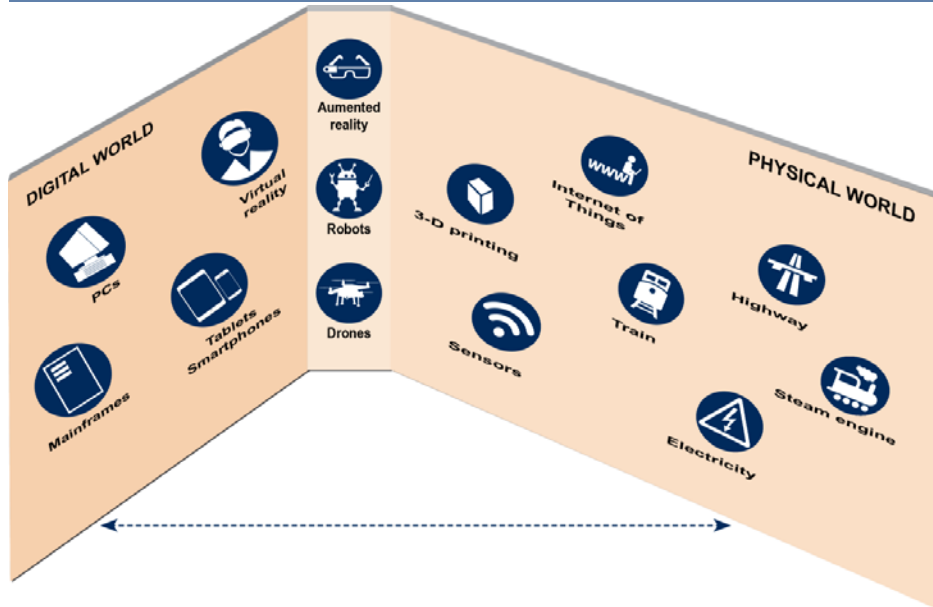 DIGITAL WORLD
PCs
Mainframes
Virtual
reality
Tablets
Smartphones
Aumented
reality
Robots
Drones
PHYSICAL WORLD
3-D printing
www
Internet of
Things
Sensors
Train
Highway
Electricity
Steam engine